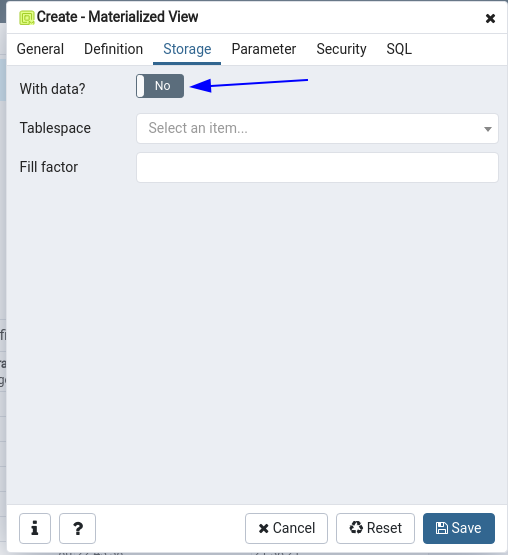 Create - Materialized View
General Definition Storage Parameter Security SQL
With data? No
Tablespace Select an item...
Fill factor
Cancel Reset Save